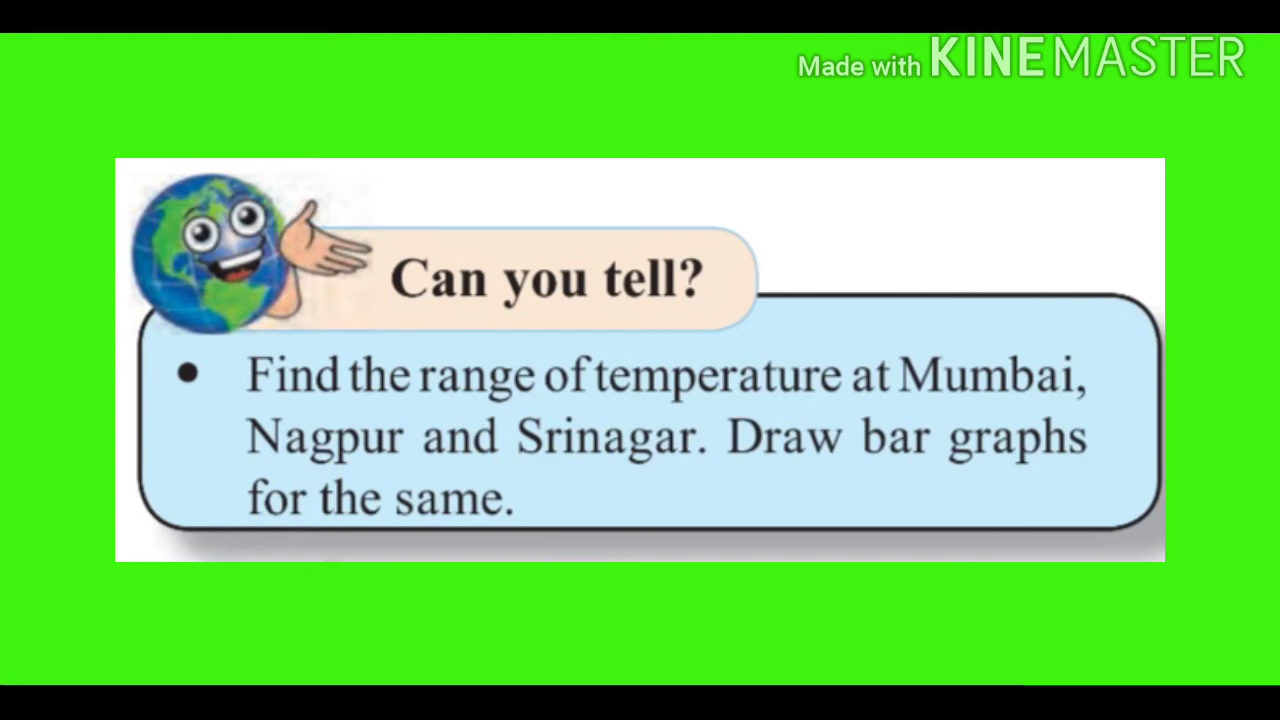 Made with KINEMASTER
Can you tell?
• Find the range of temperature at Mumbai,
Nagpur and Srinagar. Draw bar graphs
for the same.